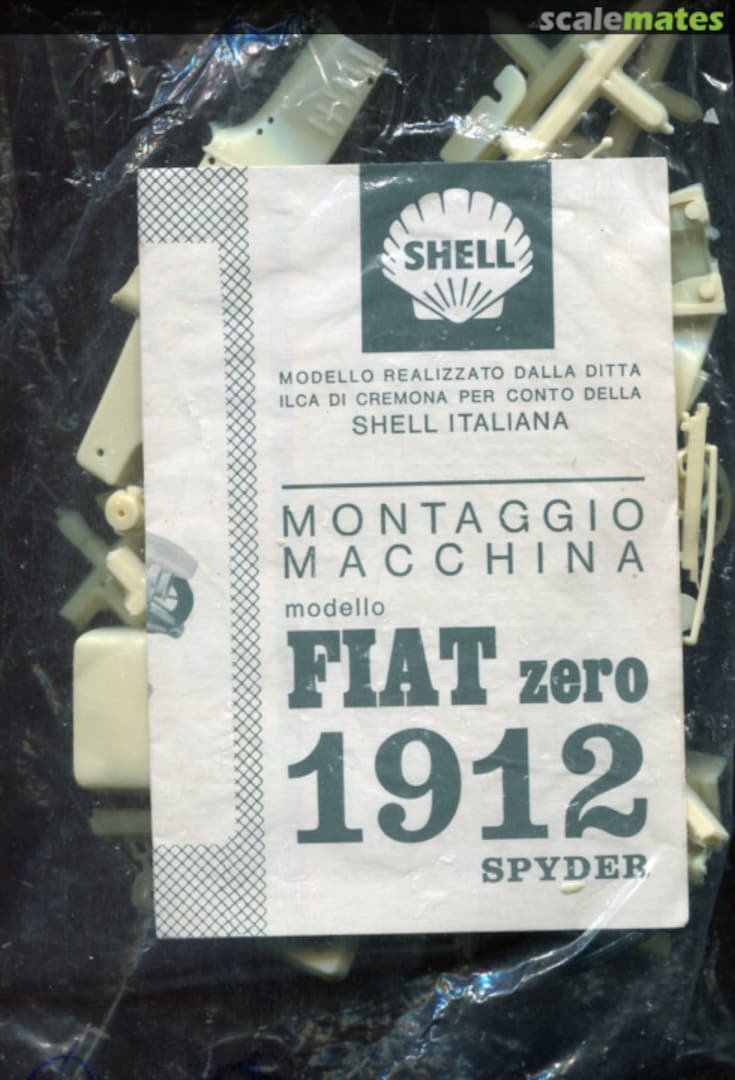 scalemates
SHELL
MODELLO REALIZZATO DALLA DITTA
ILCA DI CREMONA PER CONTO DELLA
SHELL ITALIANA
MONTAGGIO
MACCHINA
modello
FIAT zero
1912
SPYDER